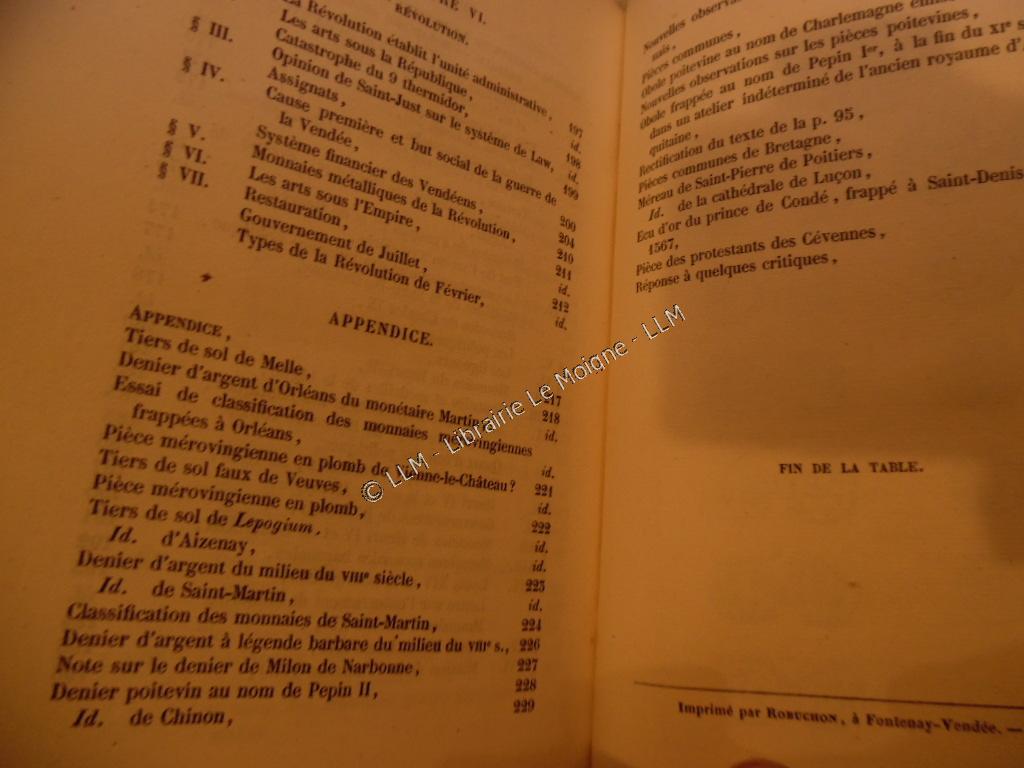 RE VI.
RÉVOLUTION.
La Révolution établit l'unité administrative, 197
Les arts sous la République, id.
§ III. Catastrophe du 9 thermidor, 198
Opinion de Saint-Just sur le système de Law, id.
§ IV. Assignats, 199
Cause première et but social de la guerre de
la Vendée, 200
§ V. Système financier des Vendéens, 204
§ VI. Monnaies métalliques de la Révolution, 210
§ VII. Les arts sous l'Empire, 211
Restauration, id.
Gouvernement de Juillet, 212
Types de la Révolution de Février, id.
APPENDICE.
APPENDICE, 217
Tiers de sol de Melle, 218
Denier d'argent d'Orléans du monétaire Martin id.
Essai de classification des monnaies mérovingiennes
frappées à Orléans, id.
Pièce mérovingienne en plomb de enne-le-Château? 221
Tiers de sol faux de Veuves, id.
Pièce mérovingienne en plomb, 222
Tiers de sol de Lepogium. id.
Id. d'Aizenay, id.
Denier d'argent du milieu du VIIIe siècle, 223
Id. de Saint-Martin, id.
Classification des monnaies de Saint-Martin, 224
Denier d'argent à légende barbare du milieu du VIIIe s., 226
Note sur le denier de Milon de Narbonne, 227
Denier poitevin au nom de Pepin II, 228
Id. de Chinon, 229
Nouvelles observa
nais,
Pièces communes,
Obole poitevine au nom de Charlemagne
Nouvelles observations sur les pièces poitevines,
Obole frappée au nom de Pepin Ier, à la fin du XIe s
dans un atelier indéterminé de l'ancien royaume d'
quitaine,
Rectification du texte de la p. 95,
Pièces communes de Bretagne,
Méreau de Saint-Pierre de Poitiers,
Id. de la cathédrale de Luçon,
Ecu d'or du prince de Condé, frappé à Saint-Denis
1567,
Pièce des protestants des Cévennes,
Réponse à quelques critiques,
FIN DE LA TABLE.
Imprimé par ROBUCHON, à Fontenay-Vendée. —
© LLM - Librairie Le Moigne - LLM